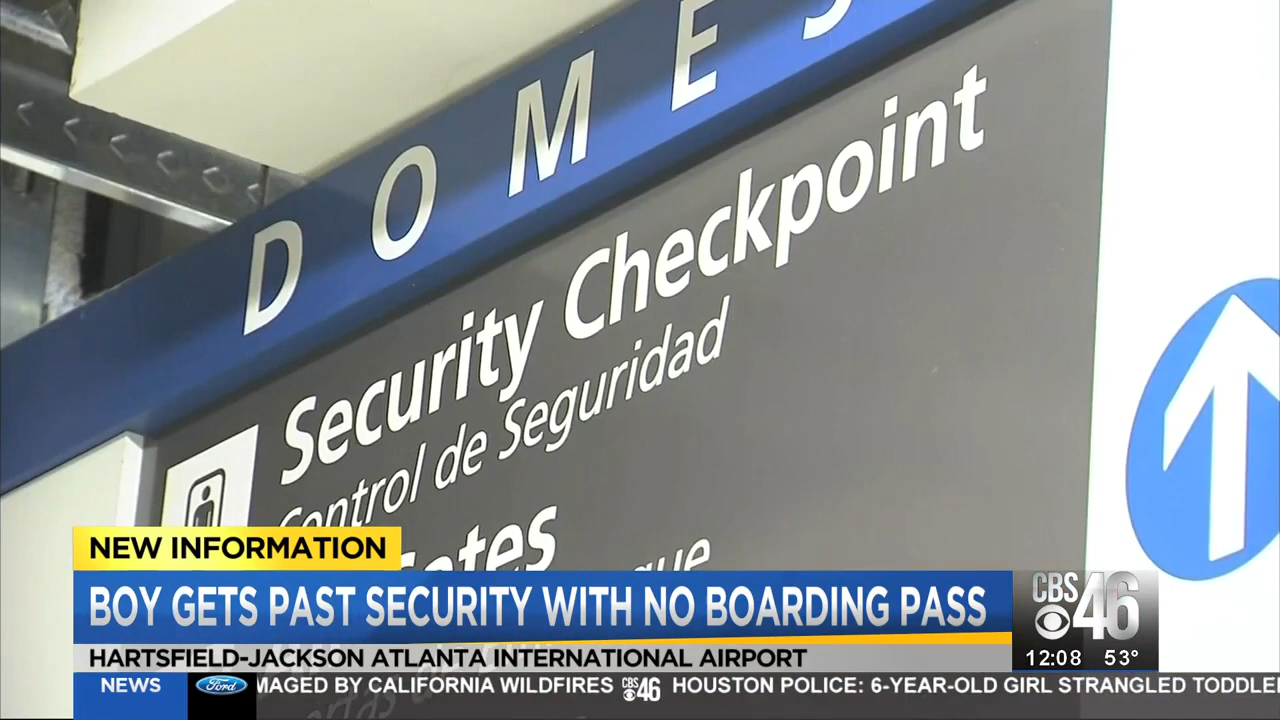 DOMES
Security Checkpoint
Control de Seguridad
Gates
NEW INFORMATION
BOY GETS PAST SECURITY WITH NO BOARDING PASS
HARTSFIELD-JACKSON ATLANTA INTERNATIONAL AIRPORT
CBS 46
12:08 53°
NEWS Ford MAGED BY CALIFORNIA WILDFIRES CBS 46 HOUSTON POLICE: 6-YEAR-OLD GIRL STRANGLED TODDLE